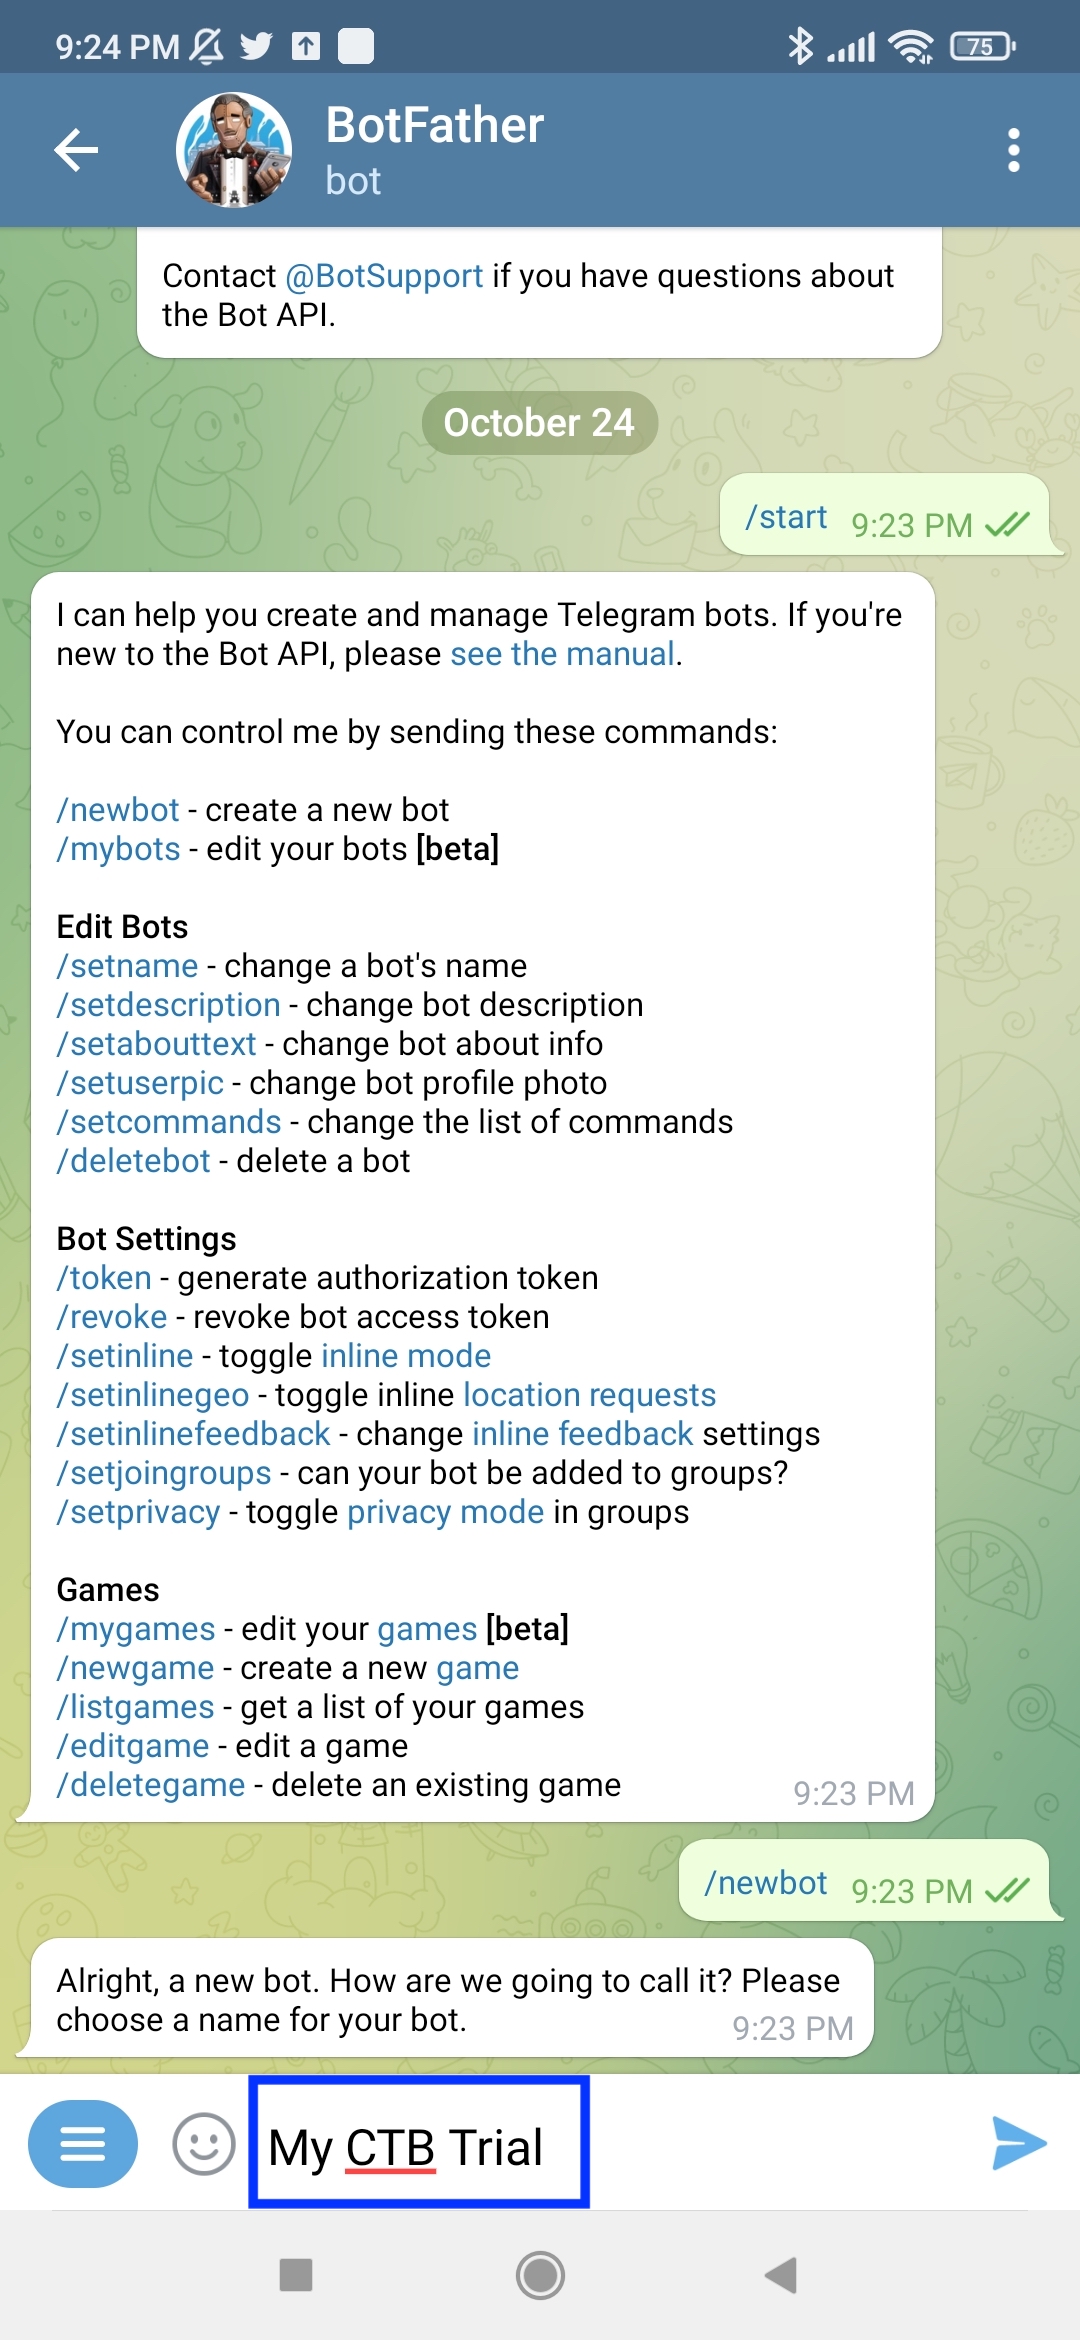 9:24 PM
75
BotFather
bot
Contact @BotSupport if you have questions about
the Bot API.
October 24
/start 9:23 PM
I can help you create and manage Telegram bots. If you're
new to the Bot API, please see the manual.
You can control me by sending these commands:
/newbot - create a new bot
/mybots - edit your bots [beta]
Edit Bots
/setname - change a bot's name
/setdescription - change bot description
/setabouttext - change bot about info
/setuserpic - change bot profile photo
/setcommands - change the list of commands
/deletebot - delete a bot
Bot Settings
/token - generate authorization token
/revoke - revoke bot access token
/setinline - toggle inline mode
/setinlinegeo - toggle inline location requests
/setinlinefeedback - change inline feedback settings
/setjoingroups - can your bot be added to groups?
/setprivacy - toggle privacy mode in groups
Games
/mygames - edit your games [beta]
/newgame - create a new game
/listgames - get a list of your games
/editgame - edit a game
/deletegame - delete an existing game
9:23 PM
/newbot 9:23 PM
Alright, a new bot. How are we going to call it? Please
choose a name for your bot.
9:23 PM
My CTB Trial